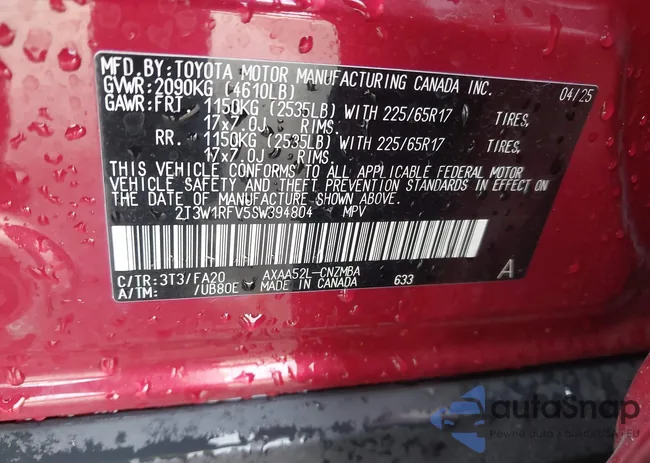 MFD. BY: TOYOTA MOTOR MANUFACTURING CANADA INC.
GVWR: 2090KG (4610LB) 04/25
GAWR: FRT. 1150KG (2535LB) WITH 225/65R17 TIRES,
17x7.0J RIMS.
RR. 1150KG (2535LB) WITH 225/65R17 TIRES,
17x7.0J RIMS.
THIS VEHICLE CONFORMS TO ALL APPLICABLE FEDERAL MOTOR
VEHICLE SAFETY AND THEFT PREVENTION STANDARDS IN EFFECT ON
THE DATE OF MANUFACTURE SHOWN ABOVE.
2T3W1RFV5SW394804 MPV
C/TR: 3T3/FA20 AXAA52L-CNZMBA
A/TM: /UB80E MADE IN CANADA 633 A
autoSnap
Pewne auto z